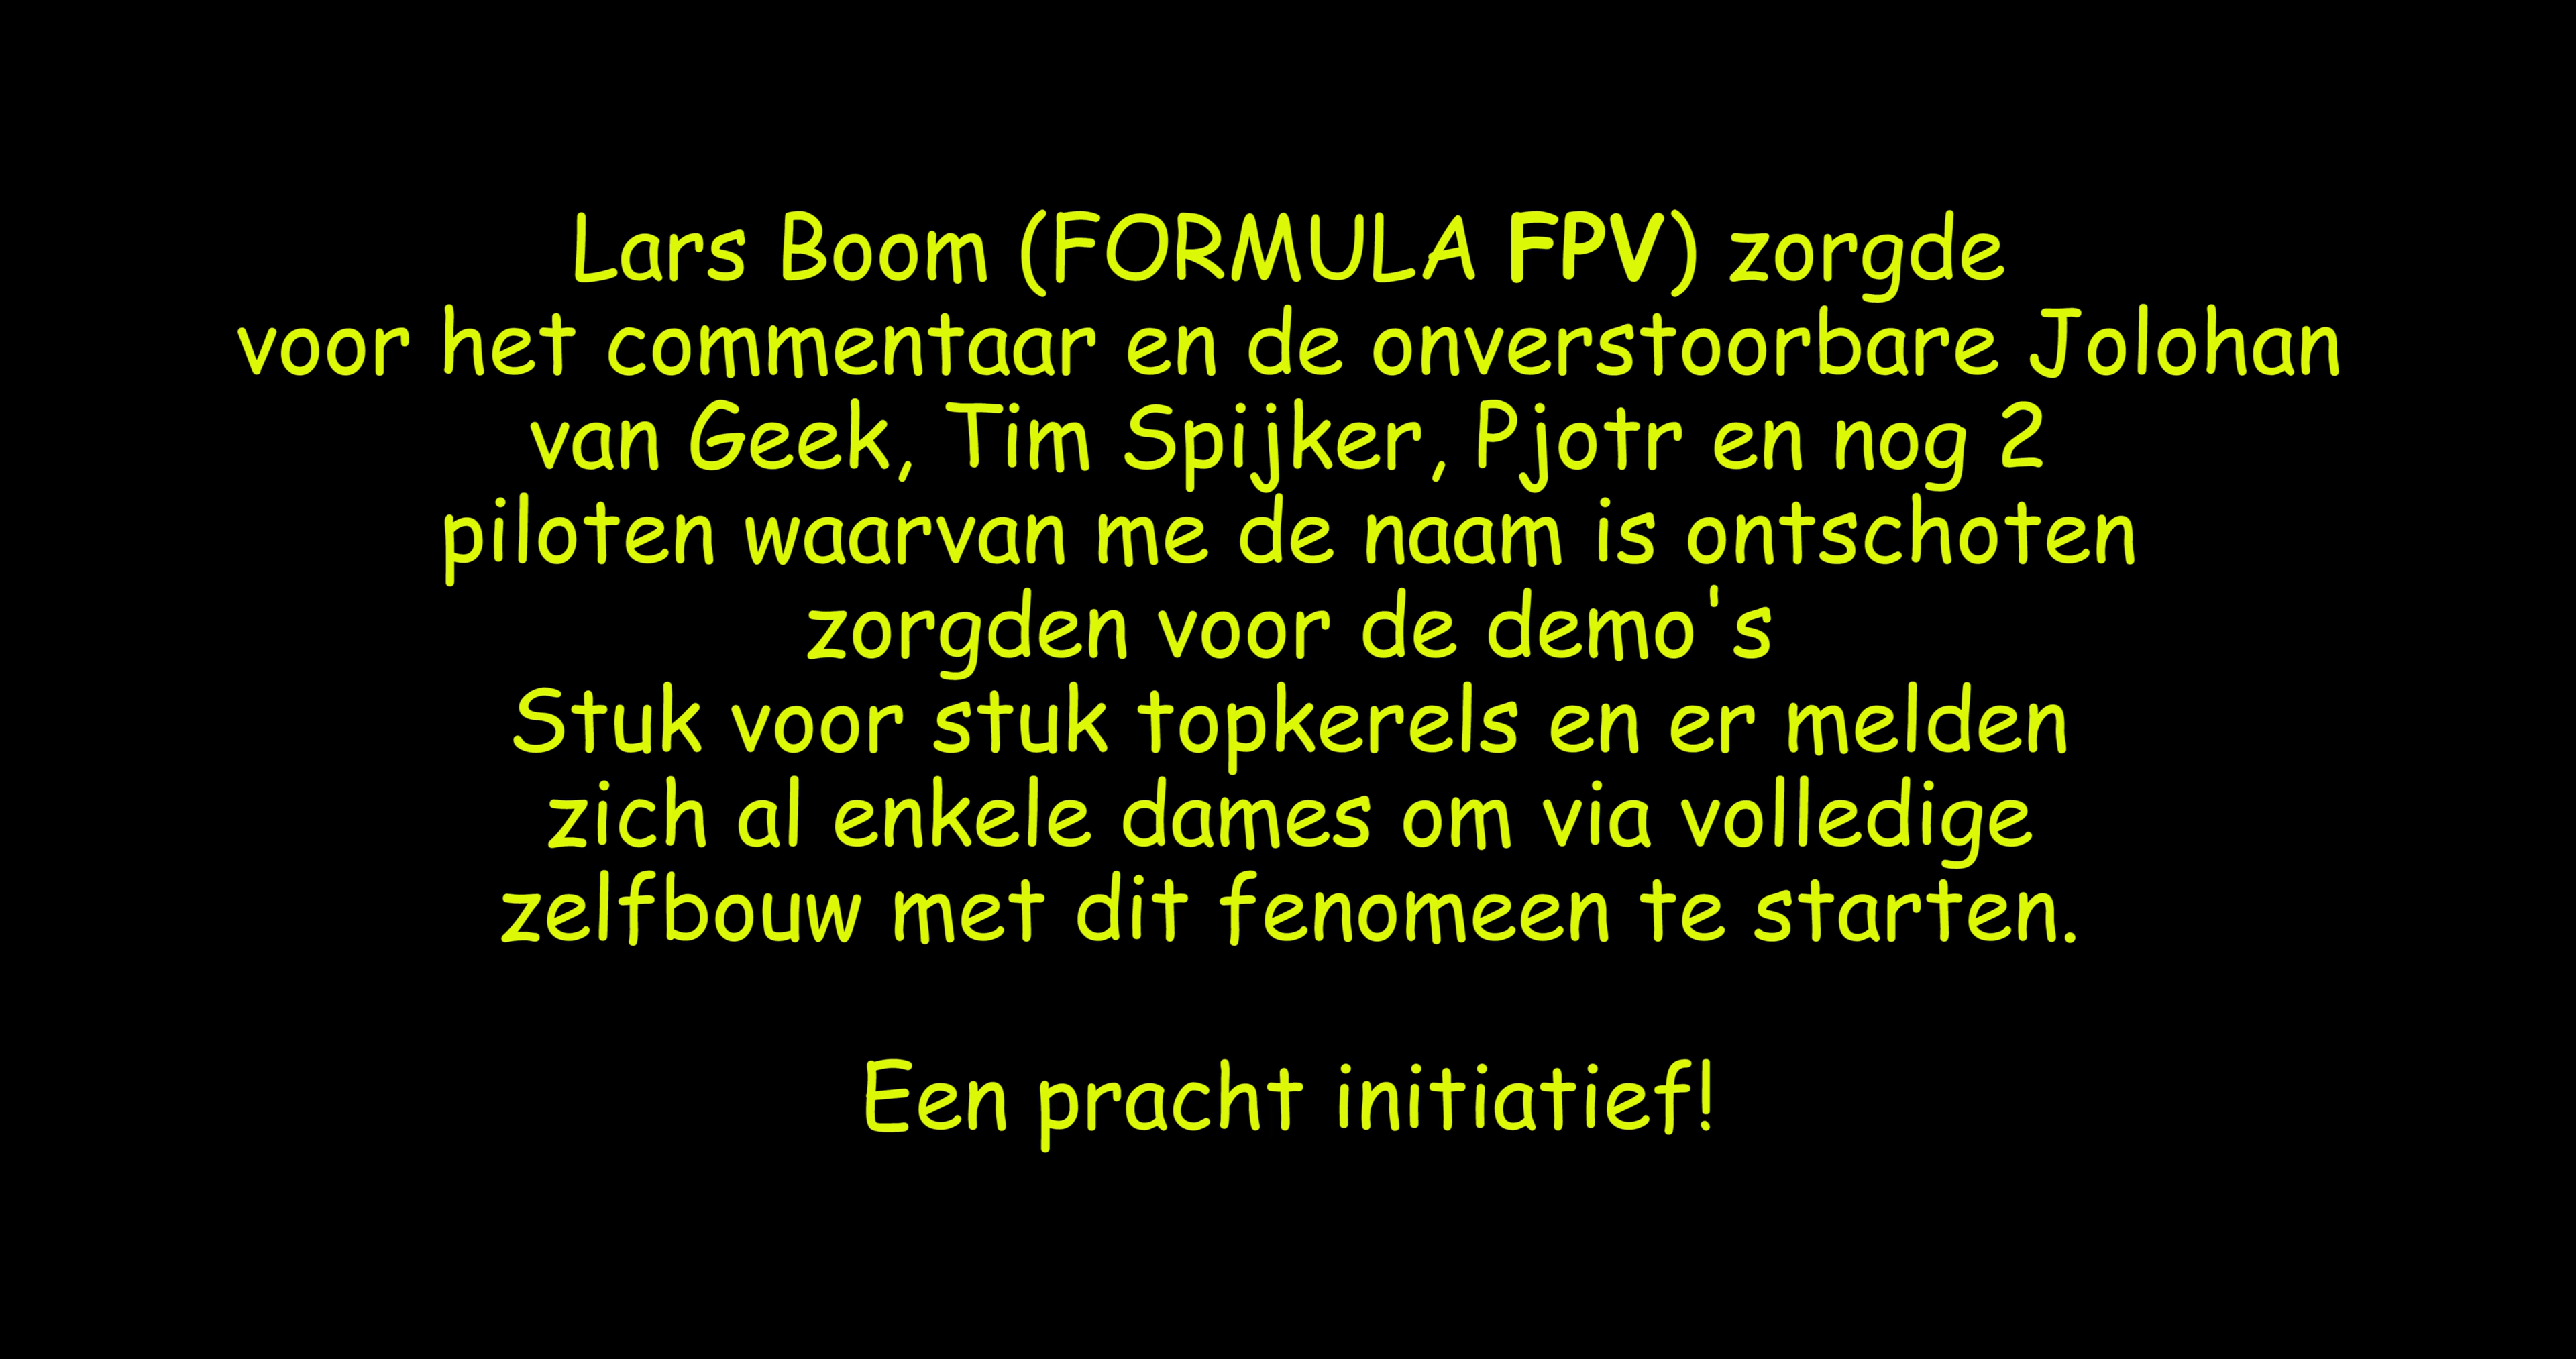 Lars Boom (FORMULA FPV) zorgde
voor het commentaar en de onverstoorbare Jolohan
van Geek, Tim Spijker, Pjotr en nog 2
piloten waarvan me de naam is ontschoten
zorgden voor de demo's
Stuk voor stuk topkerels en er melden
zich al enkele dames om via volledige
zelfbouw met dit fenomeen te starten.
Een pracht initiatief!